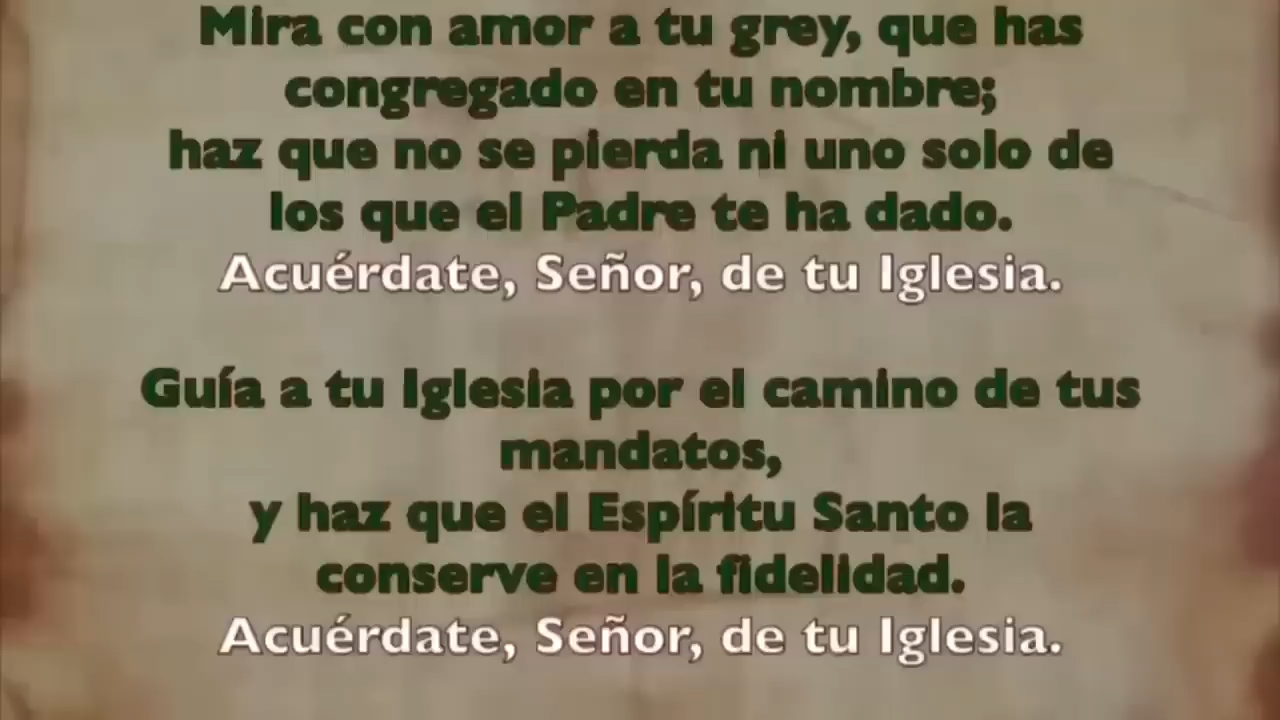 Mira con amor a tu grey, que has
congregado en tu nombre;
haz que no se pierda ni uno solo de
los que el Padre te ha dado.
Acuérdate, Señor, de tu Iglesia.
Guía a tu Iglesia por el camino de tus
mandatos,
y haz que el Espíritu Santo la
conserve en la fidelidad.
Acuérdate, Señor, de tu Iglesia.